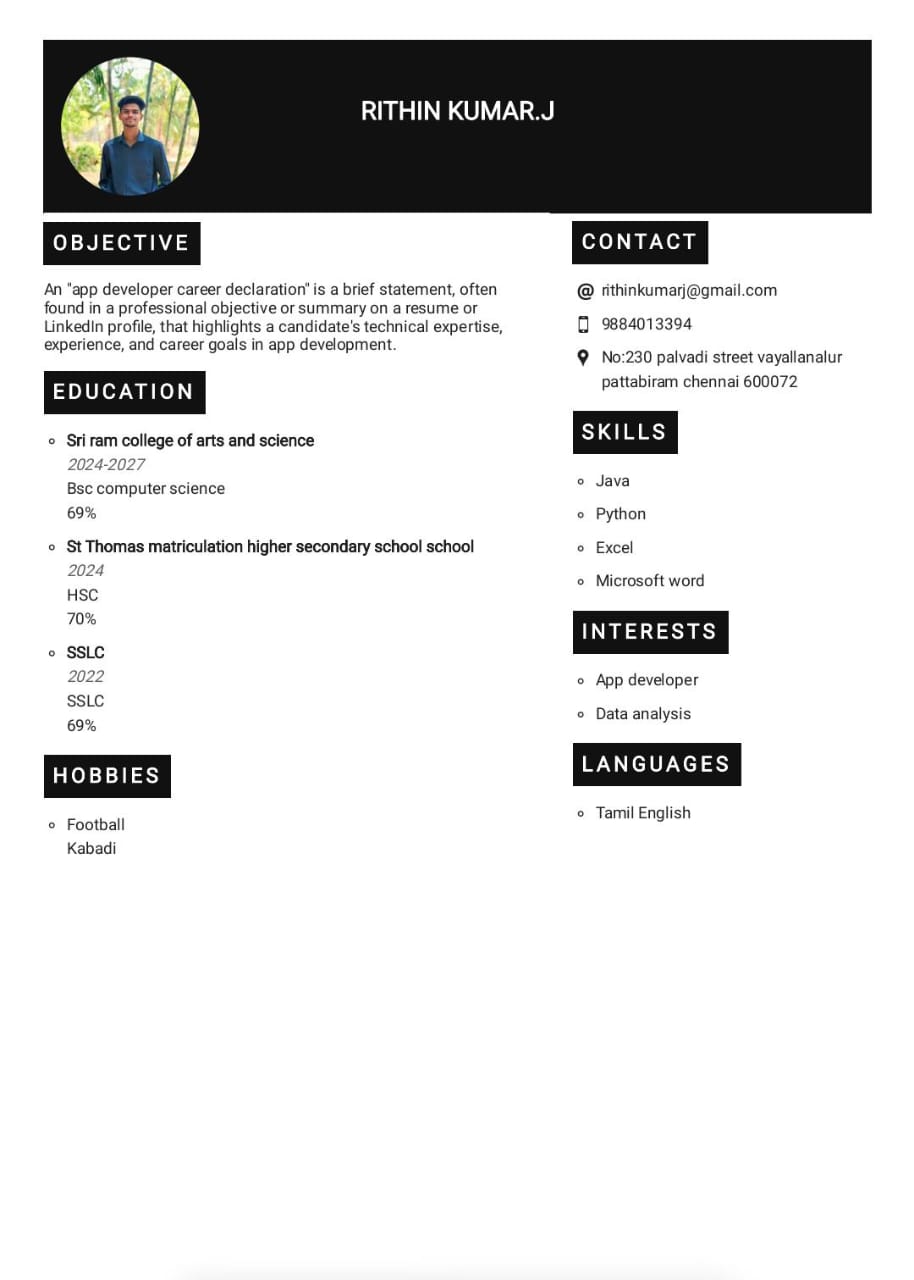 RITHIN KUMAR.J
OBJECTIVE
An "app developer career declaration" is a brief statement, often
found in a professional objective or summary on a resume or
LinkedIn profile, that highlights a candidate's technical expertise,
experience, and career goals in app development.
EDUCATION
Sri ram college of arts and science
2024-2027
Bsc computer science
69%
St Thomas matriculation higher secondary school school
2024
HSC
70%
SSLC
2022
SSLC
69%
HOBBIES
Football
Kabadi
CONTACT
rithinkumarj@gmail.com
9884013394
No:230 palvadi street vayallanalur
pattabiram chennai 600072
SKILLS
Java
Python
Excel
Microsoft word
INTERESTS
App developer
Data analysis
LANGUAGES
Tamil English